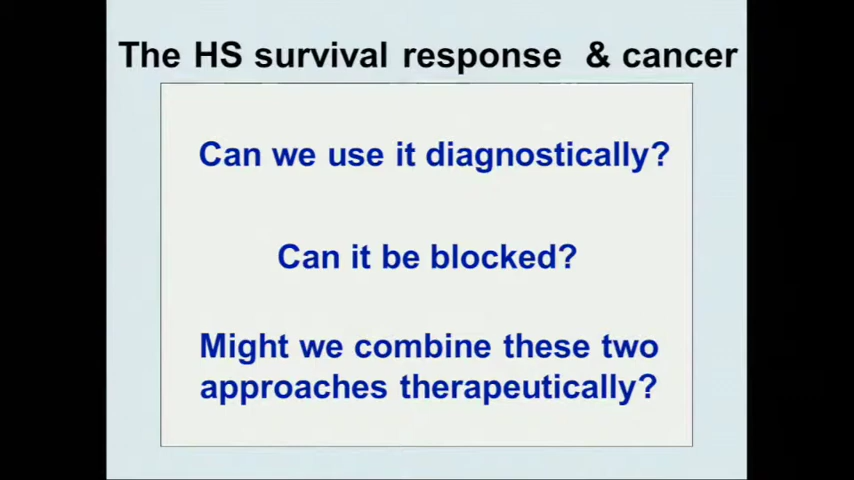 The HS survival response & cancer
Can we use it diagnostically?
Can it be blocked?
Might we combine these two
approaches therapeutically?